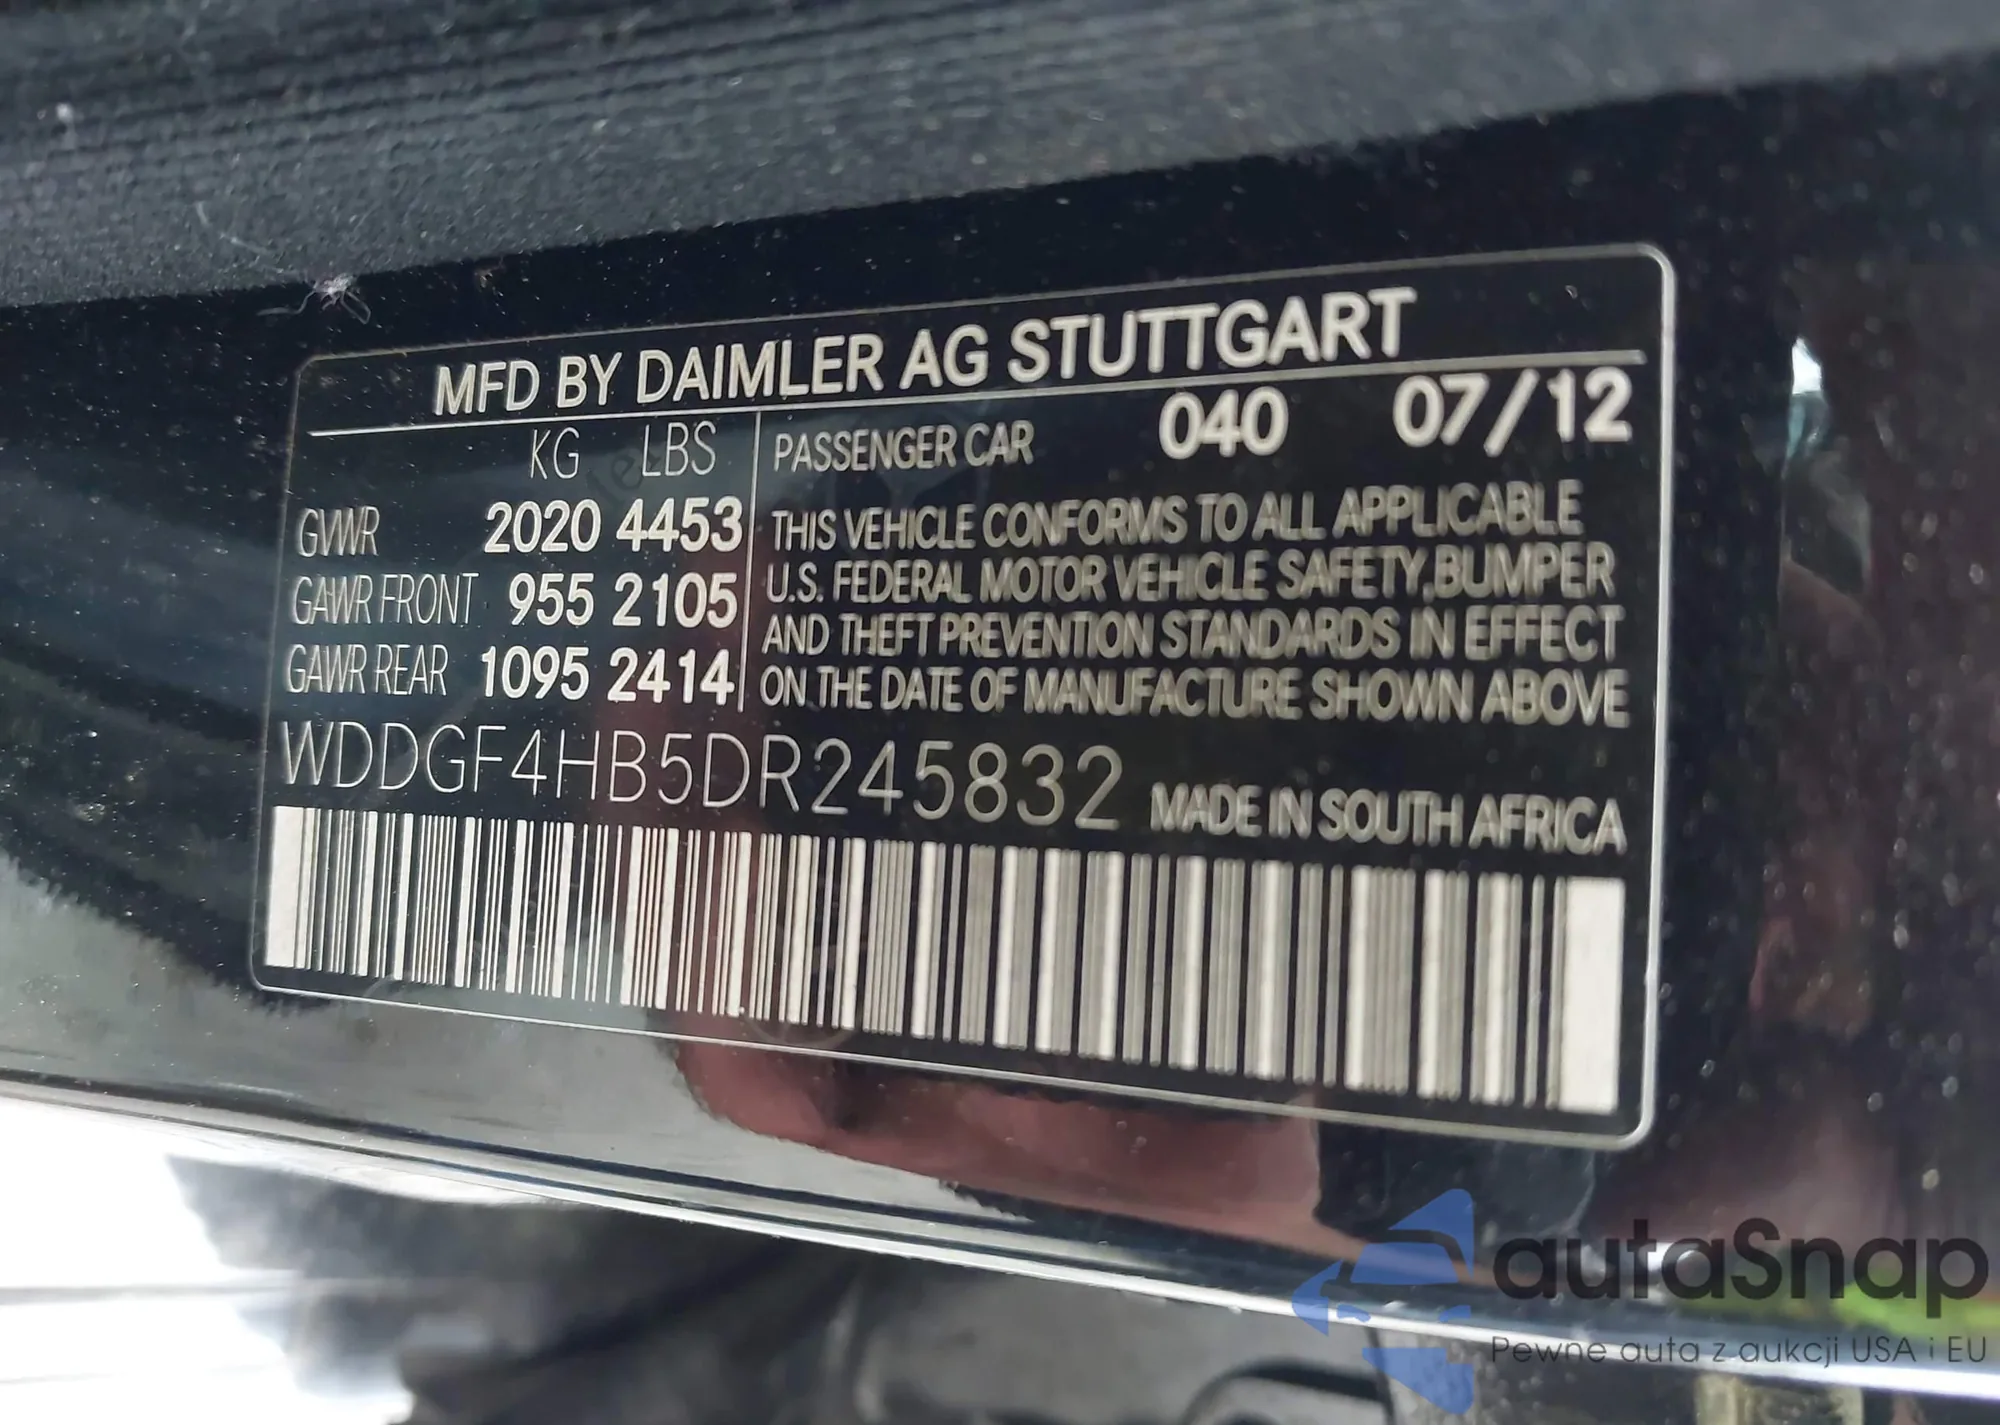 MFD BY DAIMLER AG STUTTGART
KG LBS
GVWR 2020 4453
GAWR FRONT 955 2105
GAWR REAR 1095 2414
PASSENGER CAR 040 07/12
THIS VEHICLE CONFORMS TO ALL APPLICABLE
U.S. FEDERAL MOTOR VEHICLE SAFETY,BUMPER
AND THEFT PREVENTION STANDARDS IN EFFECT
ON THE DATE OF MANUFACTURE SHOWN ABOVE
WDDGF4HB5DR245832 MADE IN SOUTH AFRICA
autaSnap
Pewne auta z aukcji USA i EU